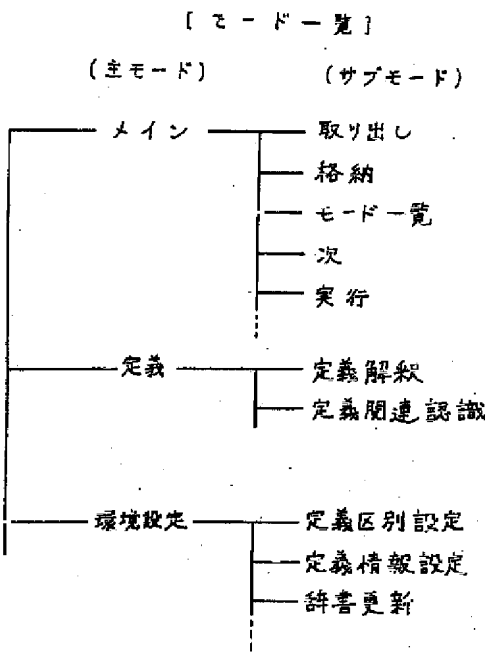 [モード一覧]
(主モード) (サブモード)
メイン 取り出し
格納
モード一覧
次
実行
定義 定義解釈
定義関連認識
環境設定 定義区別設定
定義情報設定
辞書更新